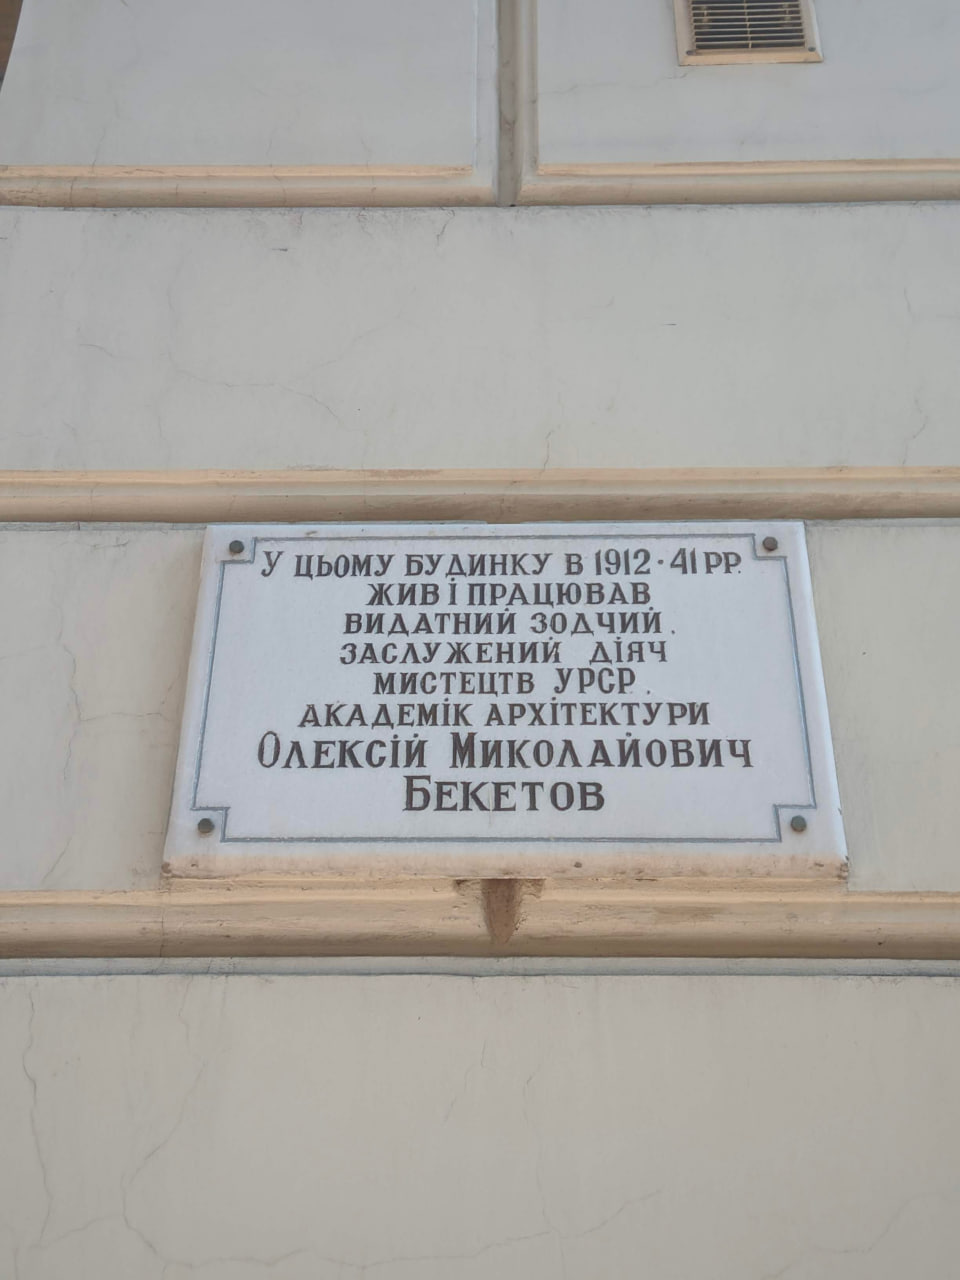 У ЦЬОМУ БУДИНКУ В 1912·41 РР.
ЖИВ І ПРАЦЮВАВ
ВИДАТНИЙ ЗОДЧИЙ,
ЗАСЛУЖЕНИЙ ДІЯЧ
МИСТЕЦТВ УРСР,
АКАДЕМІК АРХІТЕКТУРИ
ОЛЕКСІЙ МИКОЛАЙОВИЧ
БЕКЕТОВ